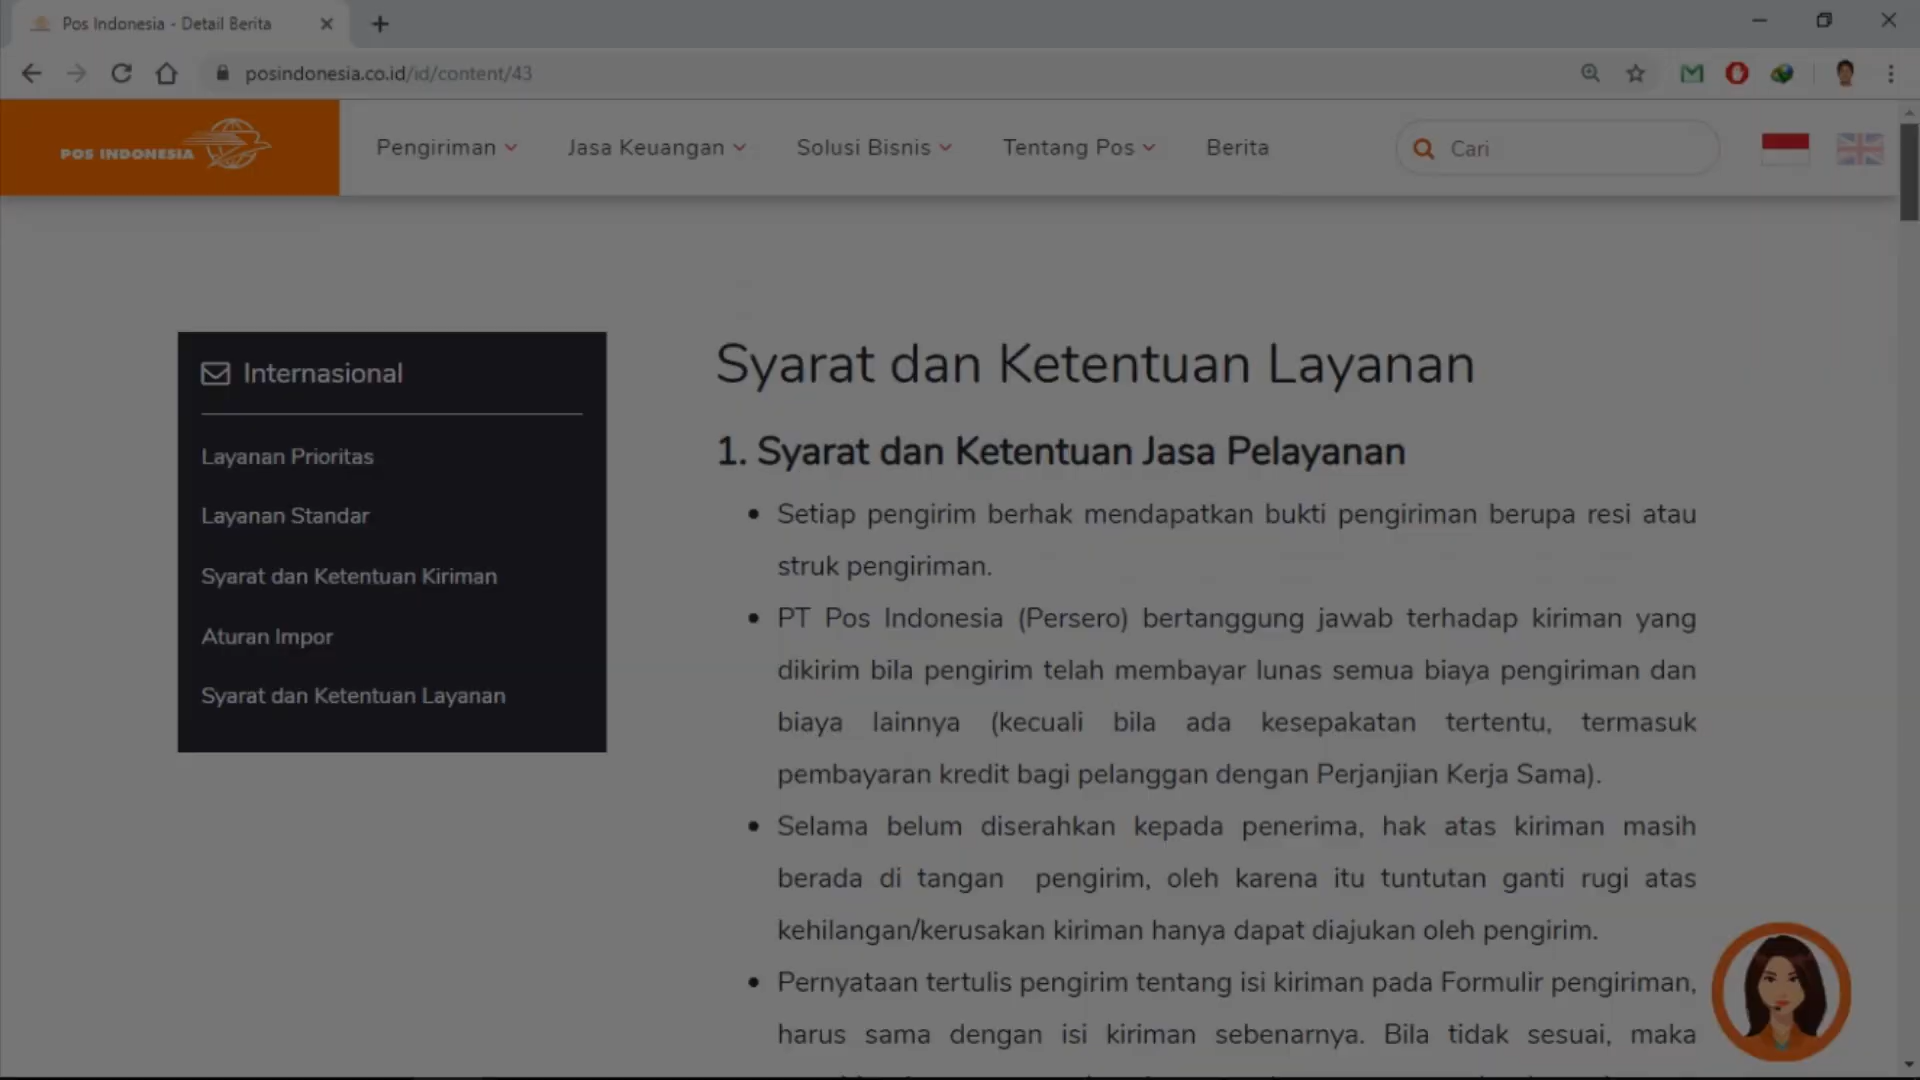 Pos Indonesia - Detail Berita
posindonesia.co.id/id/content/43
POS INDONESIA
Pengiriman
Jasa Keuangan
Solusi Bisnis
Tentang Pos
Berita
Cari
Internasional
Layanan Prioritas
Layanan Standar
Syarat dan Ketentuan Kiriman
Aturan Impor
Syarat dan Ketentuan Layanan
Syarat dan Ketentuan Layanan
1. Syarat dan Ketentuan Jasa Pelayanan
Setiap pengirim berhak mendapatkan bukti pengiriman berupa resi atau
struk pengiriman.
PT Pos Indonesia (Persero) bertanggung jawab terhadap kiriman yang
dikirim bila pengirim telah membayar lunas semua biaya pengiriman dan
biaya lainnya (kecuali bila ada kesepakatan tertentu, termasuk
pembayaran kredit bagi pelanggan dengan Perjanjian Kerja Sama).
Selama belum diserahkan kepada penerima, hak atas kiriman masih
berada di tangan pengirim, oleh karena itu tuntutan ganti rugi atas
kehilangan/kerusakan kiriman hanya dapat diajukan oleh pengirim.
Pernyataan tertulis pengirim tentang isi kiriman pada Formulir pengiriman,
harus sama dengan isi kiriman sebenarnya. Bila tidak sesuai, maka